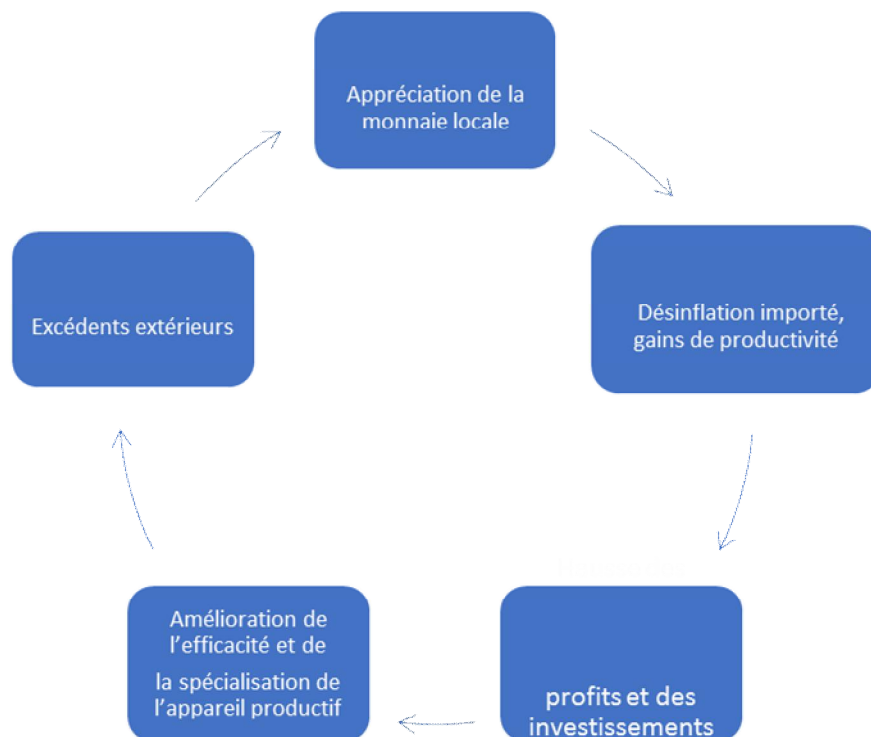 Appréciation de la
monnaie locale
Désinflation importé,
gains de productivité
profits et des
investissements
Amélioration de
l’efficacité et de
la spécialisation de
l’appareil productif
Excédents extérieurs